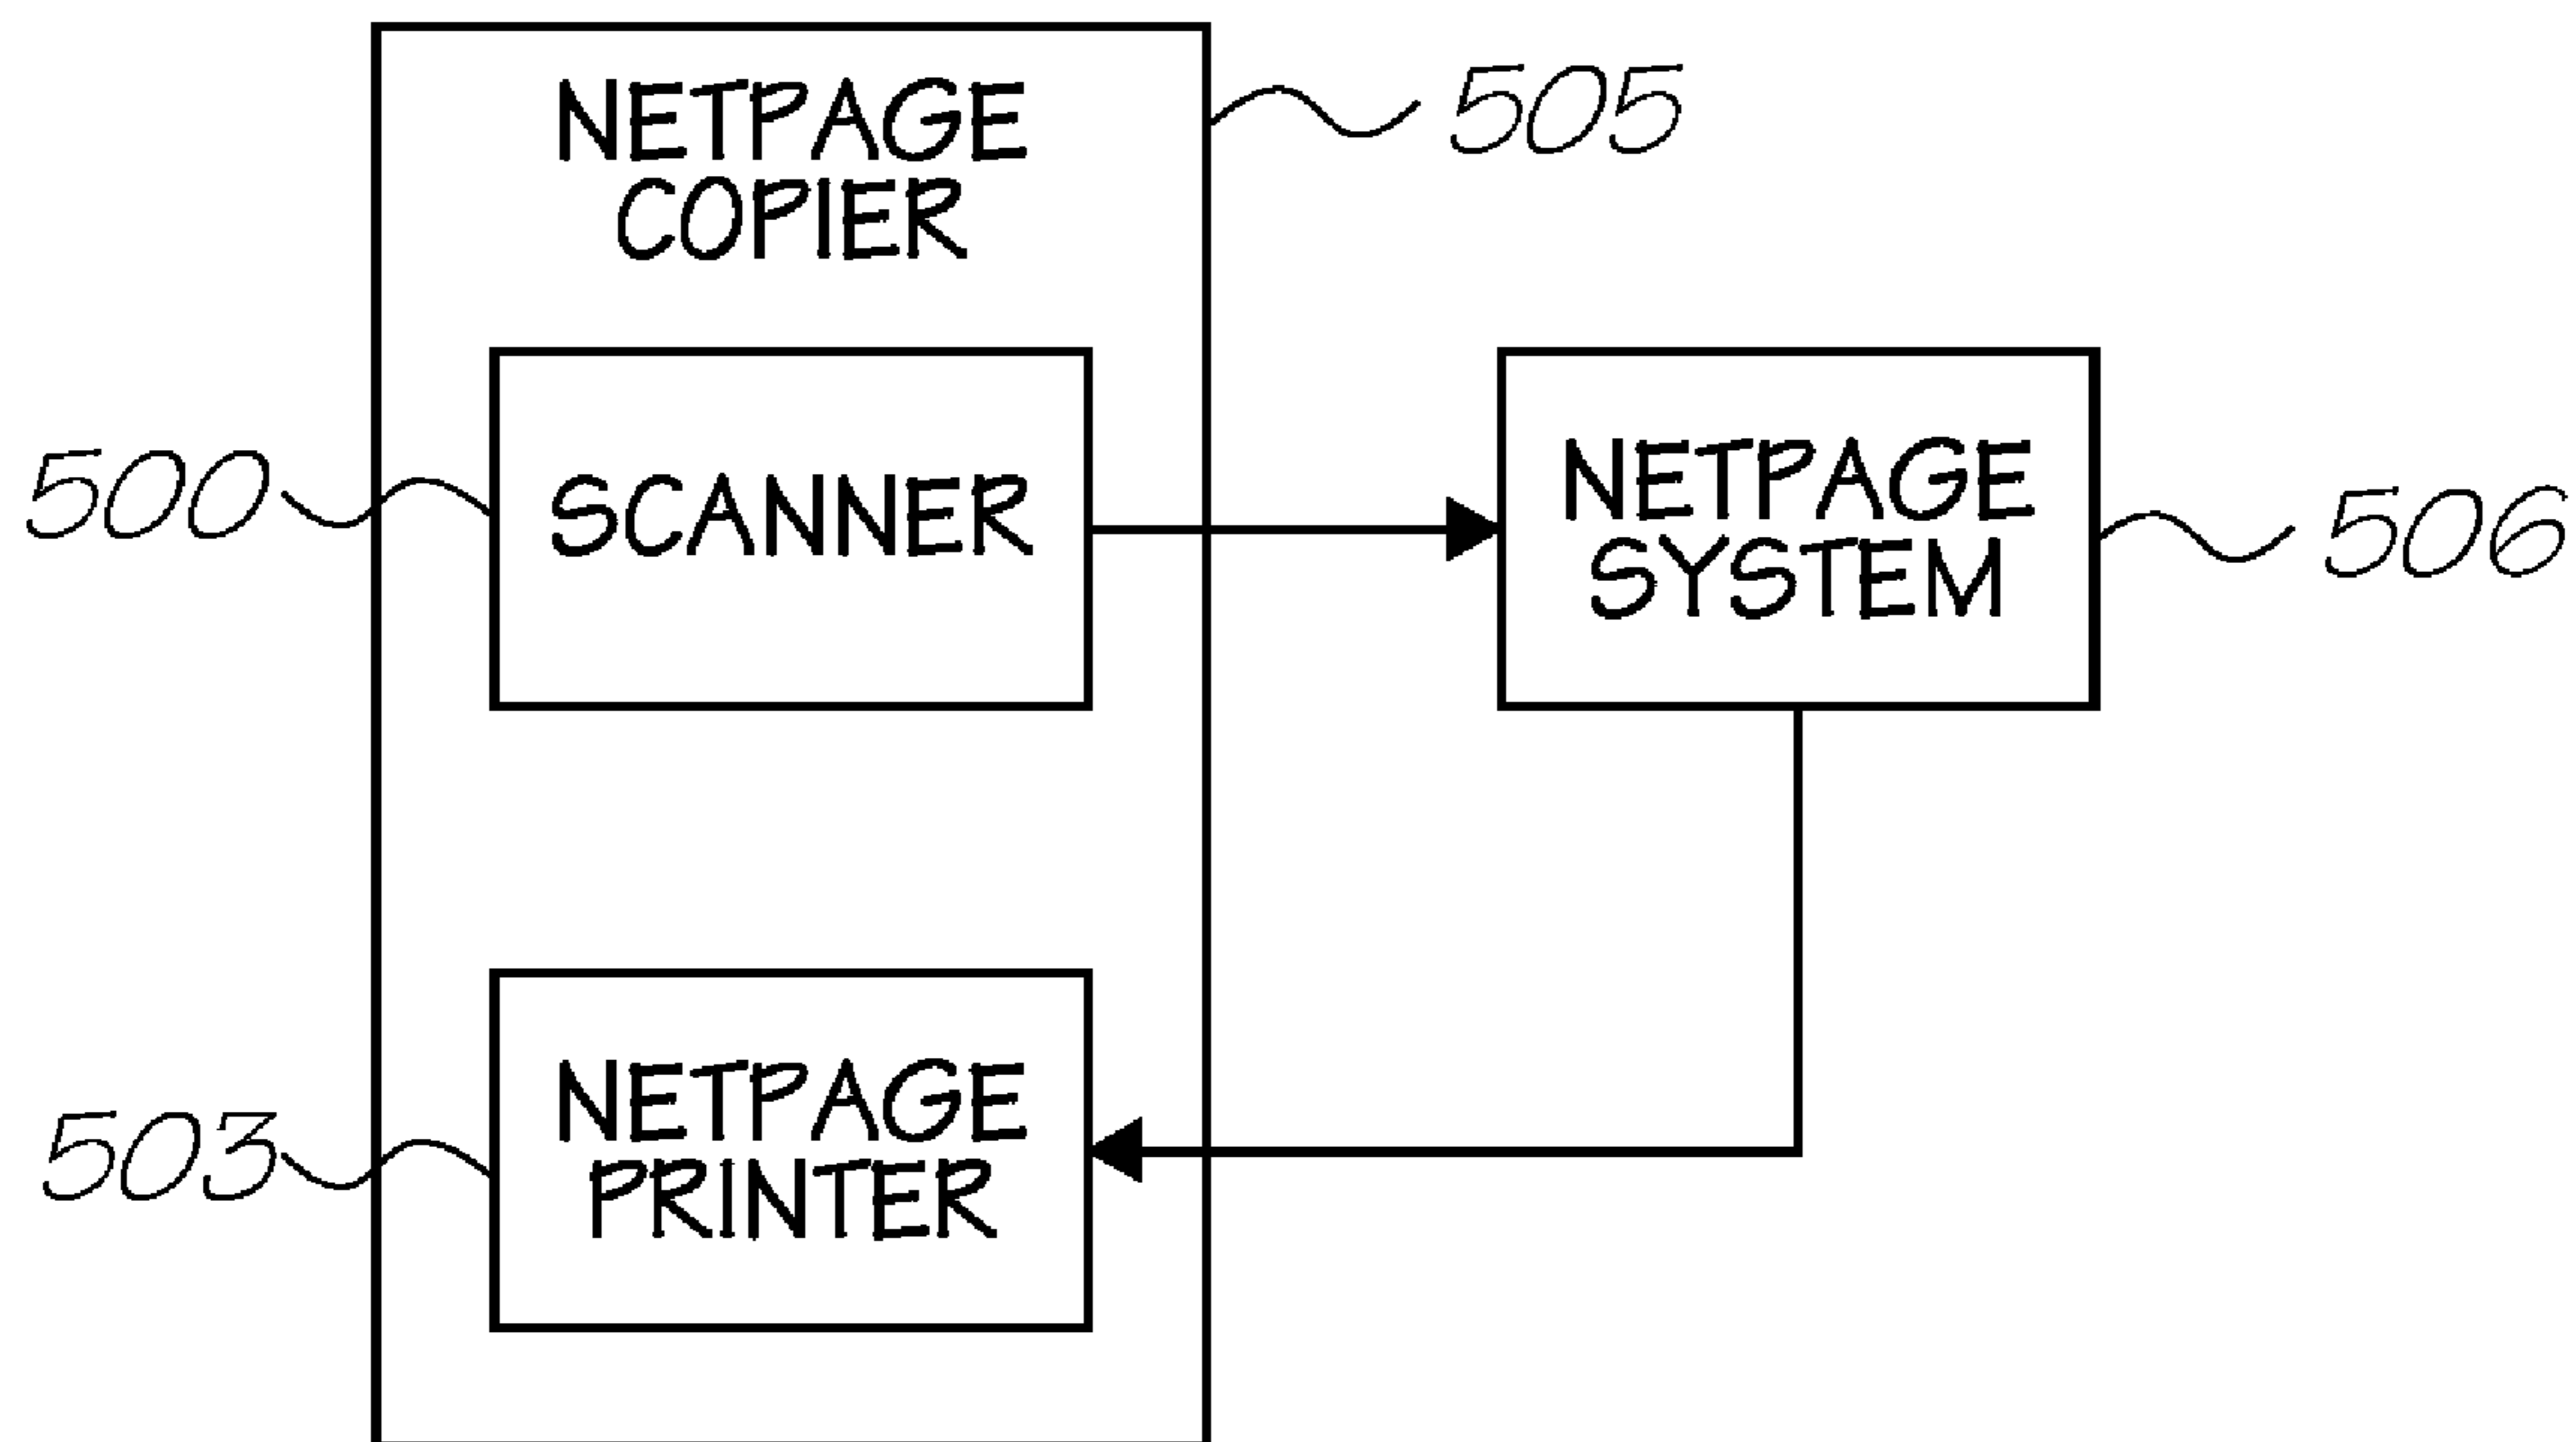 NETPAGE
COPIER
505
500
SCANNER
NETPAGE
SYSTEM
506
503
NETPAGE
PRINTER